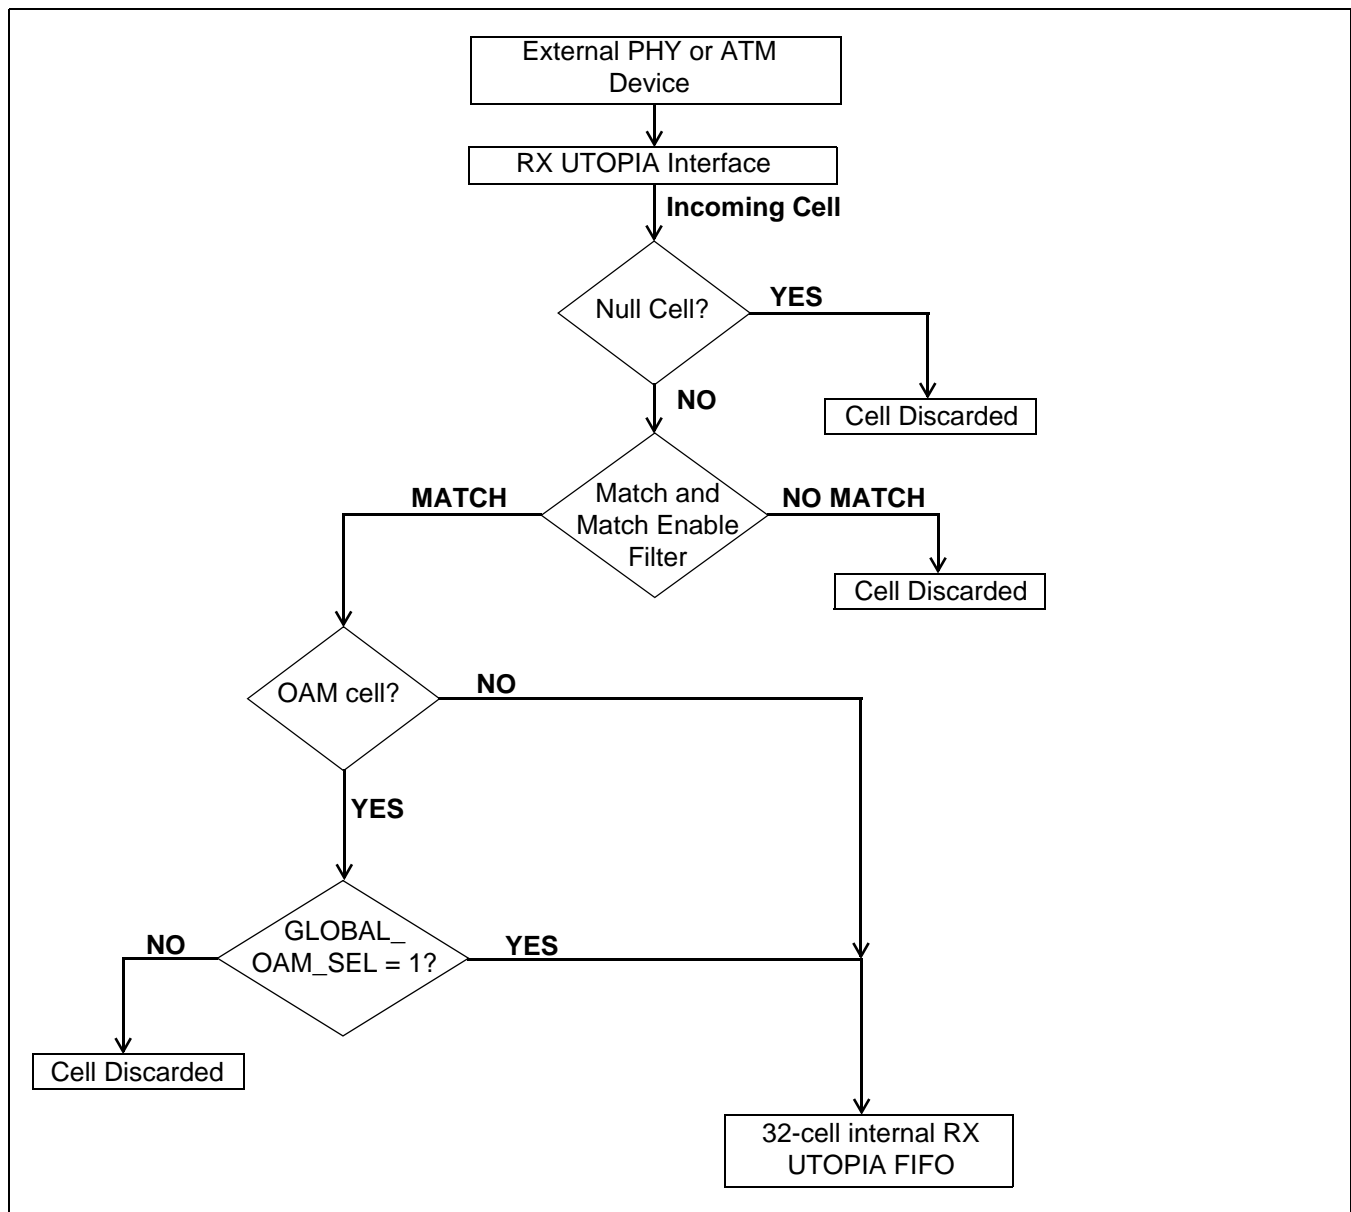 External PHY or ATM
Device
RX UTOPIA Interface
Incoming Cell
Null Cell?
YES
Cell Discarded
NO
Match and
Match Enable
Filter
MATCH
NO MATCH
Cell Discarded
OAM cell?
NO
YES
GLOBAL_
OAM_SEL = 1?
NO
YES
Cell Discarded
32-cell internal RX
UTOPIA FIFO